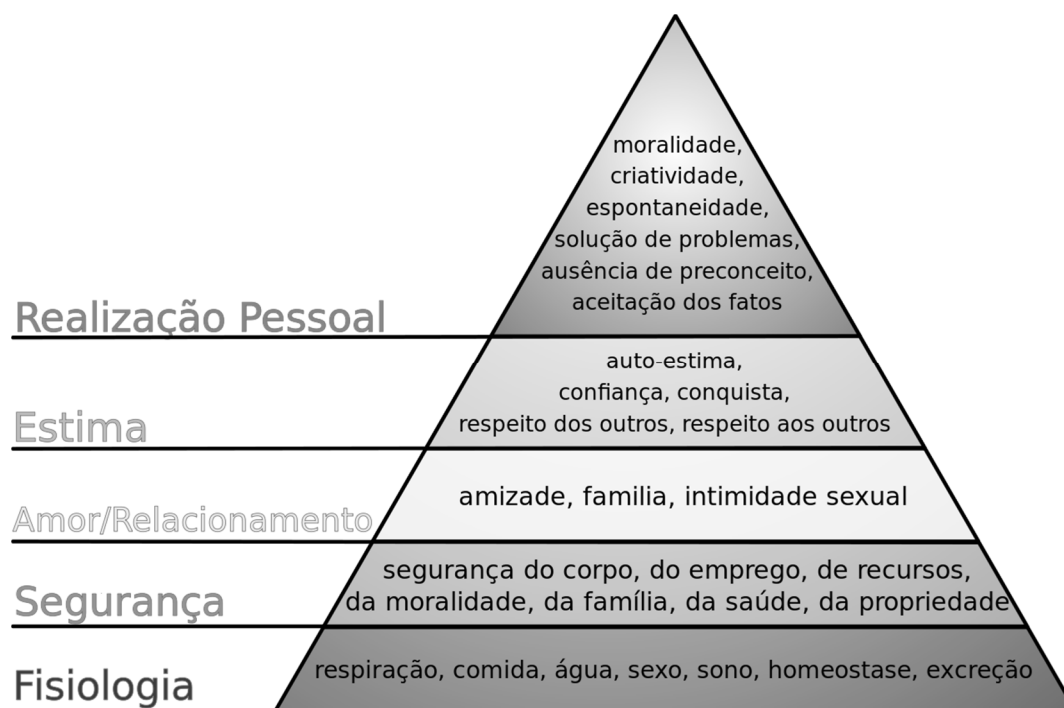 moralidade,
criatividade,
espontaneidade,
solução de problemas,
ausência de preconceito,
aceitação dos fatos
Realização Pessoal
auto-estima,
confiança, conquista,
respeito dos outros, respeito aos outros
Estima
amizade, familia, intimidade sexual
Amor/Relacionamento
segurança do corpo, do emprego, de recursos,
da moralidade, da família, da saúde, da propriedade
Segurança
respiração, comida, água, sexo, sono, homeostase, excreção
Fisiologia